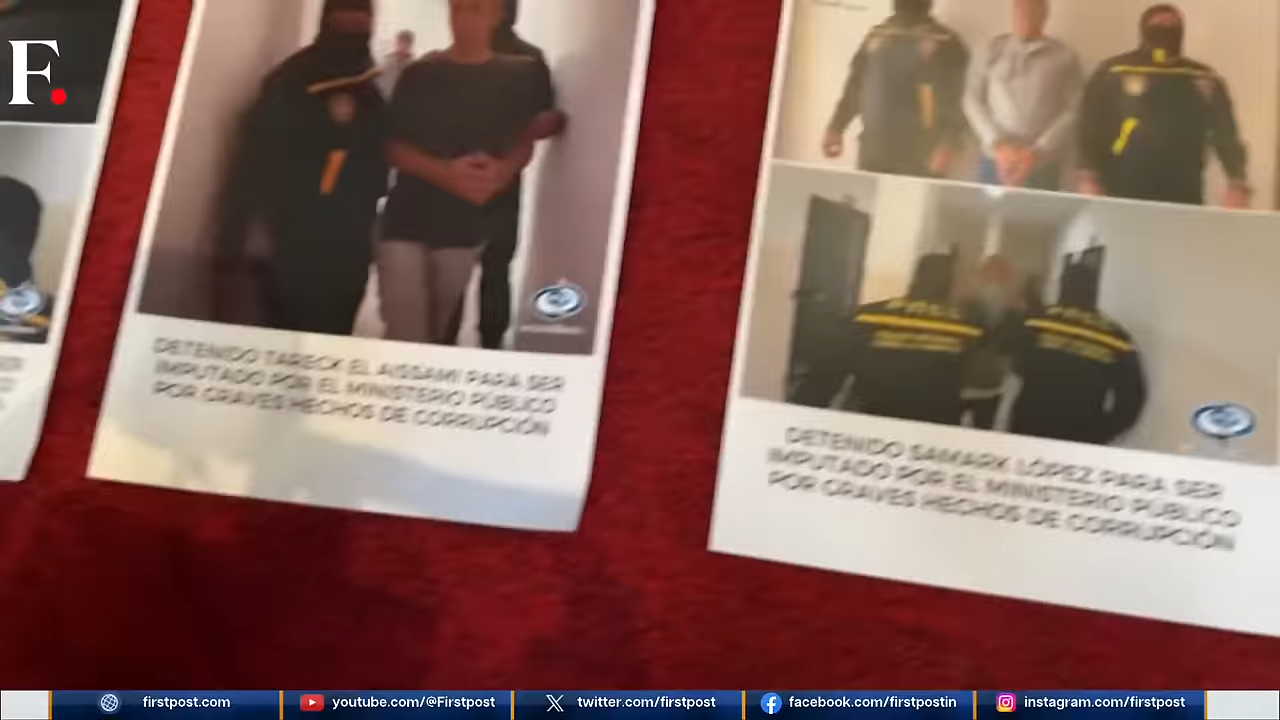 F.
DETENIDO TARECK EL AISSAMI PARA SER
IMPUTADO POR EL MINISTERIO PÚBLICO
POR GRAVES HECHOS DE CORRUPCIÓN
DETENIDO SAMARK LÓPEZ PARA SER
IMPUTADO POR EL MINISTERIO PÚBLICO
POR GRAVES HECHOS DE CORRUPCIÓN
firstpost.com
youtube.com/@Firstpost
twitter.com/firstpost
facebook.com/firstpostin
instagram.com/firstpost